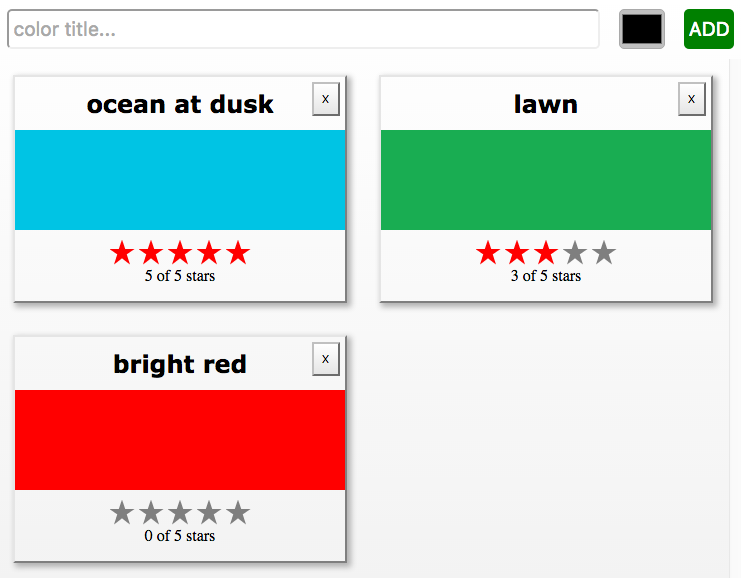 color title...
ADD
ocean at dusk
x
5 of 5 stars
lawn
x
3 of 5 stars
bright red
x
0 of 5 stars